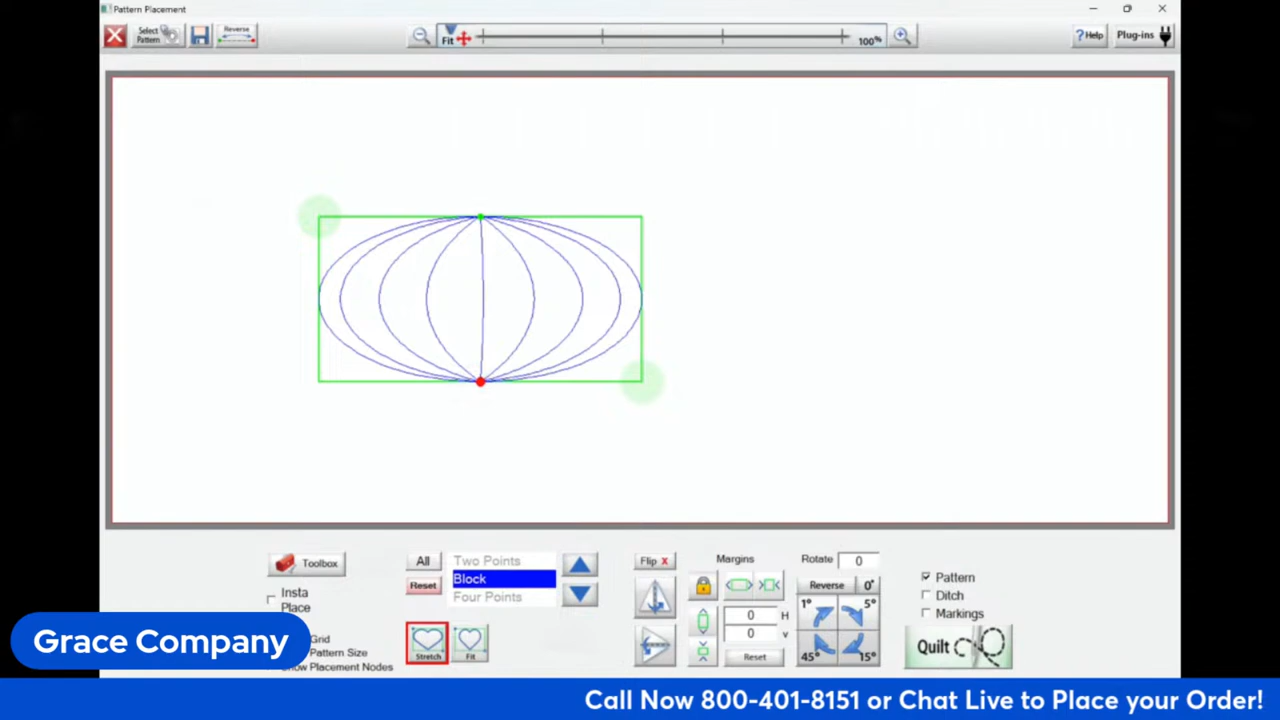 Pattern Placement
Select Pattern
Reverse
Fit
100%
?Help
Plug-ins
Toolbox
Insta
Place
Grid
Pattern Size
Show Placement Nodes
All
Reset
Two Points
Block
Four Points
Stretch
Fit
Flip X
Margins
0 H
0 v
Reset
Rotate 0
Reverse 0°
1° 5°
45° 15°
Pattern
Ditch
Markings
Quilt
Grace Company
Call Now 800-401-8151 or Chat Live to Place your Order!